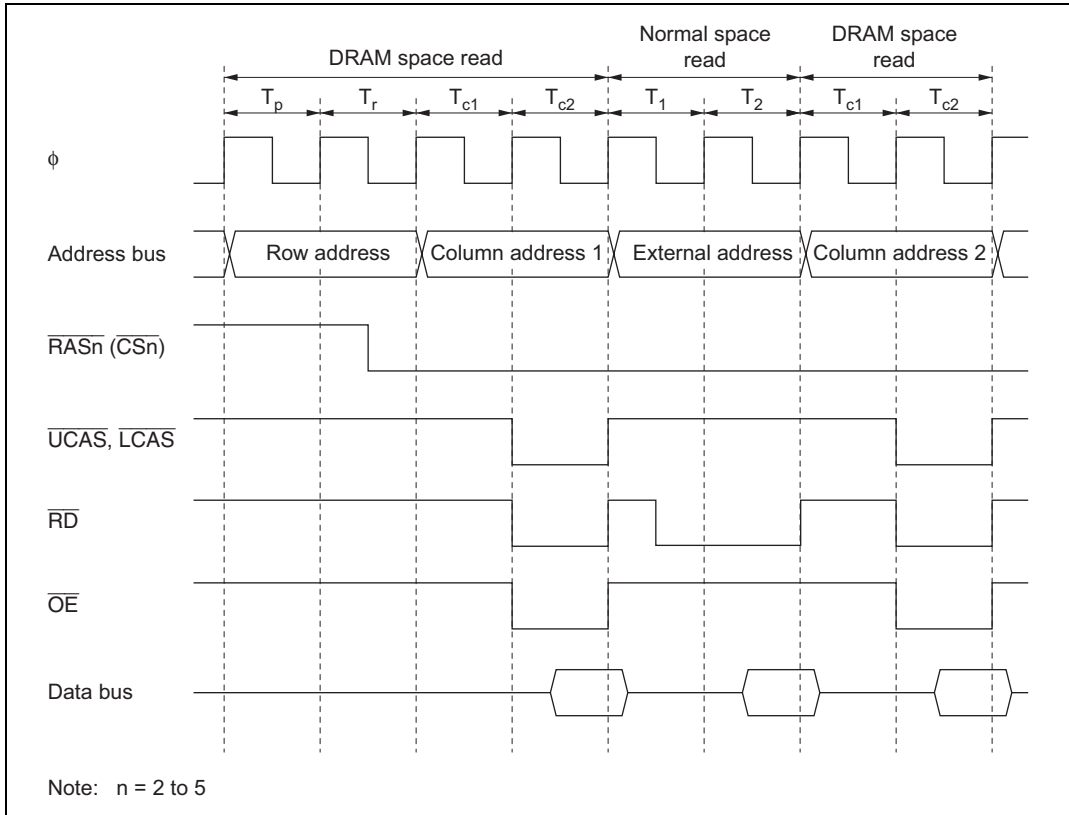 DRAM space read
Normal space read
DRAM space read
Tp Tr Tc1 Tc2 T1 T2 Tc1 Tc2
ϕ
Address bus
Row address
Column address 1
External address
Column address 2
RASn (CSn)
UCAS, LCAS
RD
OE
Data bus
Note: n = 2 to 5